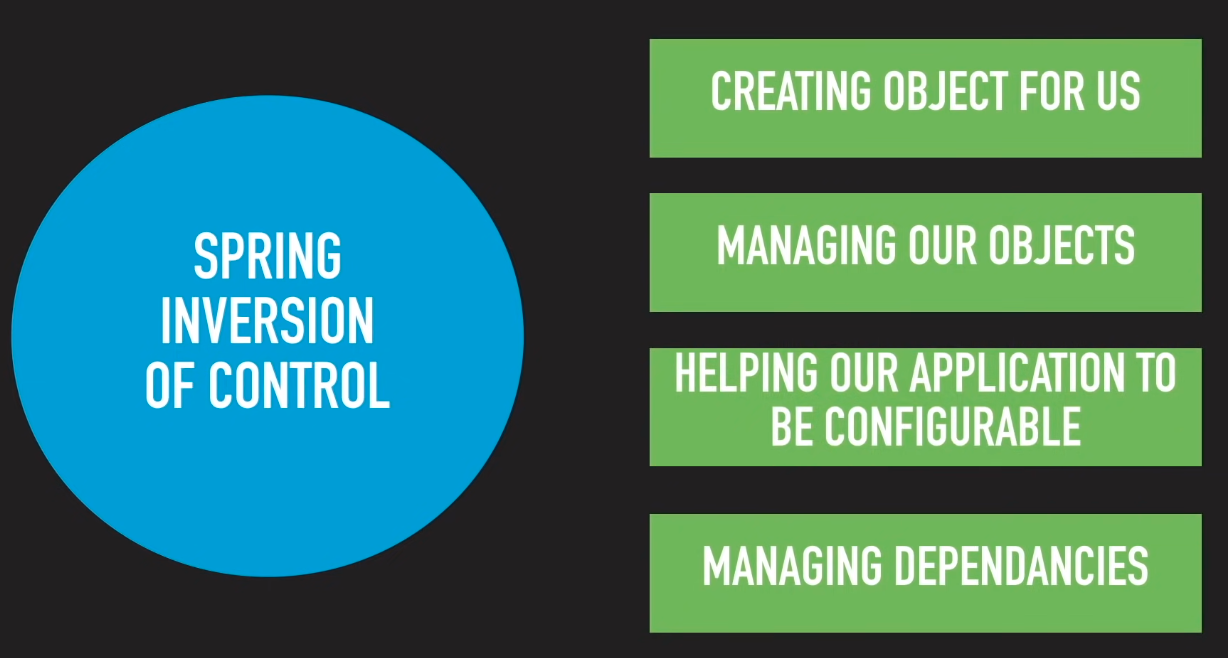 SPRING
INVERSION
OF CONTROL
CREATING OBJECT FOR US
MANAGING OUR OBJECTS
HELPING OUR APPLICATION TO
BE CONFIGURABLE
MANAGING DEPENDANCIES